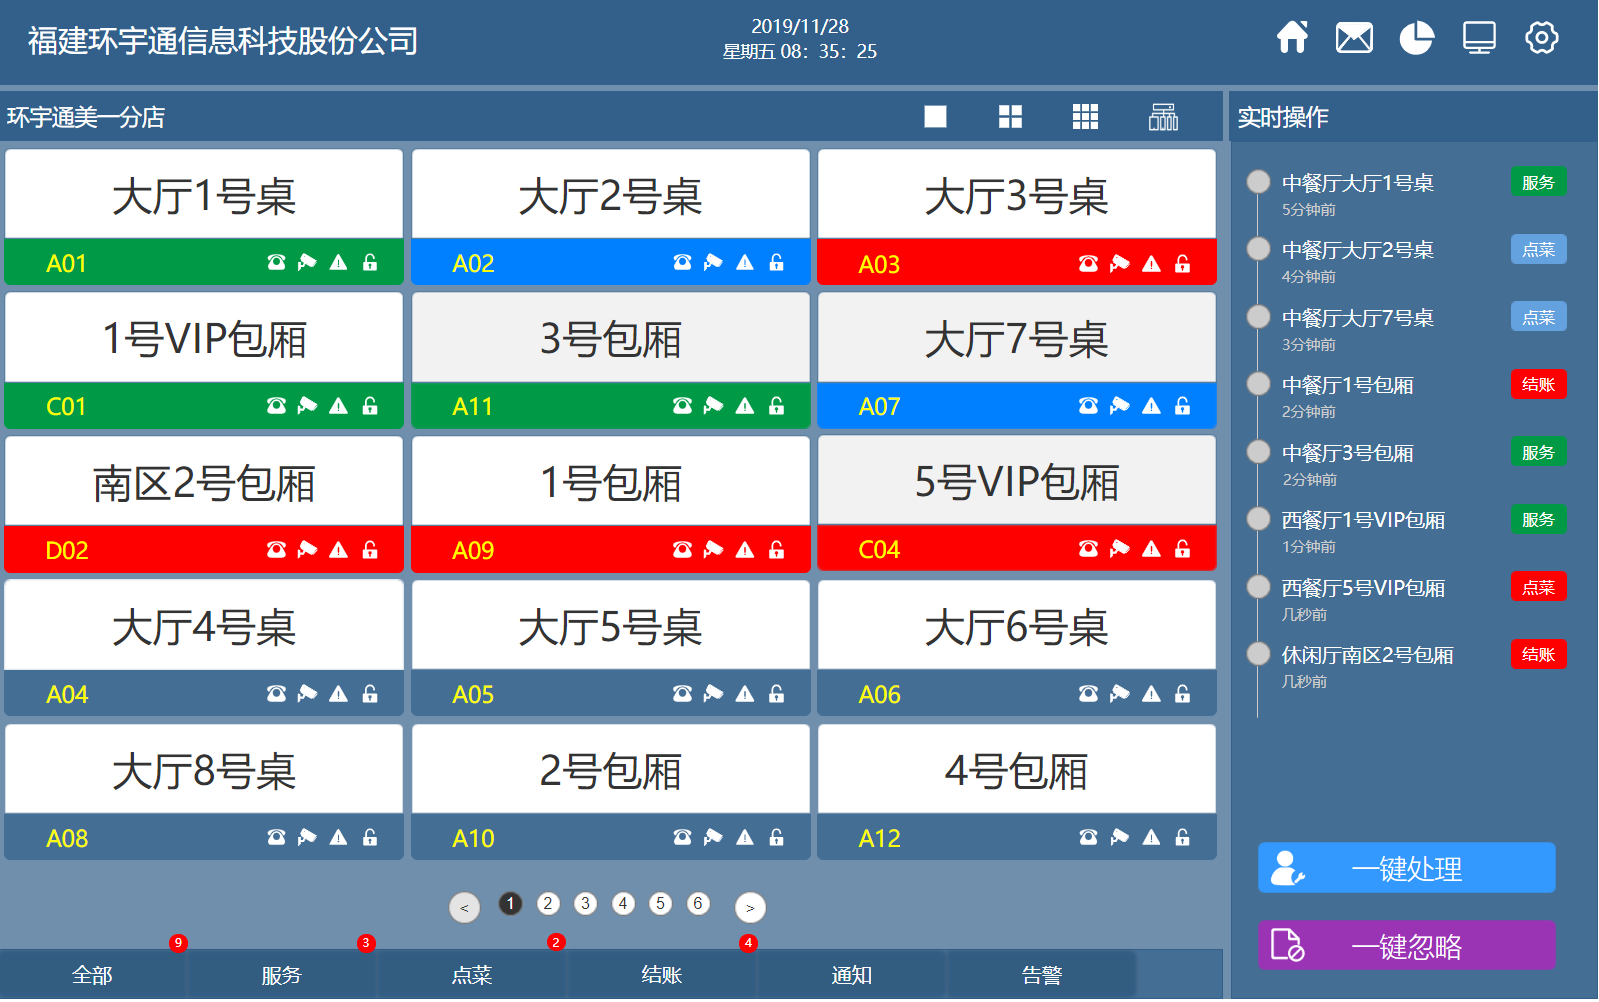 福建环宇通信息科技股份公司
2019/11/28
星期五 08：35：25
环宇通美一分店
实时操作
大厅1号桌
A01
大厅2号桌
A02
大厅3号桌
A03
1号VIP包厢
C01
3号包厢
A11
大厅7号桌
A07
南区2号包厢
D02
1号包厢
A09
5号VIP包厢
C04
大厅4号桌
A04
大厅5号桌
A05
大厅6号桌
A06
大厅8号桌
A08
2号包厢
A10
4号包厢
A12
< 1 2 3 4 5 6 >
9
全部
3
服务
2
点菜
4
结账
通知
告警
中餐厅大厅1号桌 服务
5分钟前
中餐厅大厅2号桌 点菜
4分钟前
中餐厅大厅7号桌 点菜
3分钟前
中餐厅1号包厢 结账
2分钟前
中餐厅3号包厢 服务
2分钟前
西餐厅1号VIP包厢 服务
1分钟前
西餐厅5号VIP包厢 点菜
几秒前
休闲厅南区2号包厢 结账
几秒前
一键处理
一键忽略